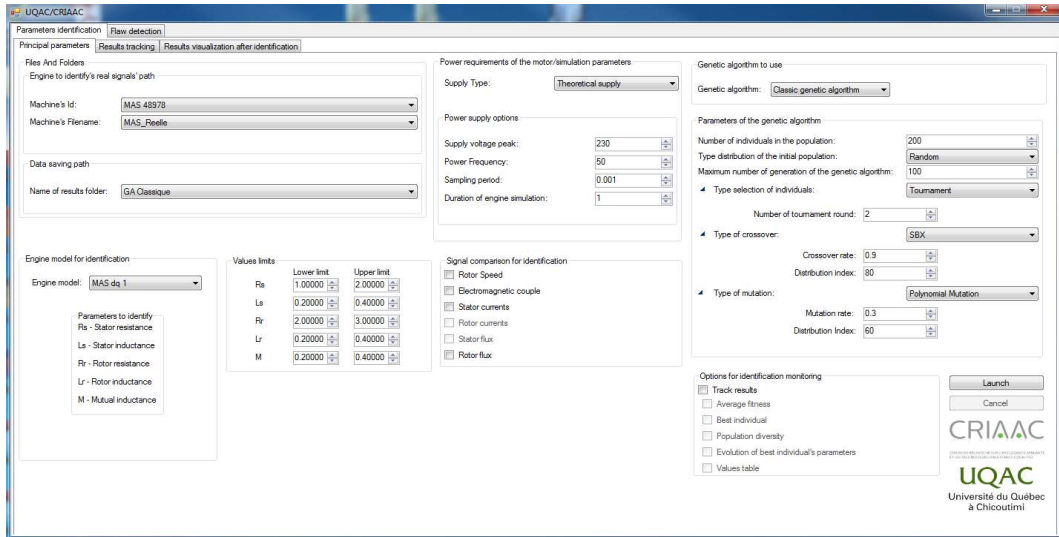 UQAC/CRIAAC
Parameters identification Flaw detection
Principal parameters Results tracking Results visualization after identification
Files And Folders
Engine to identify's real signals' path
Machine's Id: MAS 48978
Machine's Filename: MAS_Reelle
Data saving path
Name of results folder: GA Classique
Power requirements of the motor/simulation parameters
Supply Type: Theoretical supply
Power supply options
Supply voltage peak: 230
Power Frequency: 50
Sampling period: 0.001
Duration of engine simulation: 1
Genetic algorithm to use
Genetic algorithm: Classic genetic algorithm
Parameters of the genetic algorithm
Number of individuals in the population: 200
Type distribution of the initial population: Random
Maximum number of generation of the genetic algorithm: 100
Type selection of individuals: Tournament
Number of tournament round: 2
Type of crossover: SBX
Crossover rate: 0.9
Distribution index: 80
Type of mutation: Polynomial Mutation
Mutation rate: 0.3
Distribution Index: 60
Engine model for identification
Engine model: MAS dq 1
Parameters to identify
Rs - Stator resistance
Ls - Stator inductance
Rr - Rotor resistance
Lr - Rotor inductance
M - Mutual inductance
Values limits
Lower limit Upper limit
Rs 1.00000 2.00000
Ls 0.20000 0.40000
Rr 2.00000 3.00000
Lr 0.20000 0.40000
M 0.20000 0.40000
Signal comparison for identification
Rotor Speed
Electromagnetic couple
Stator currents
Rotor currents
Stator flux
Rotor flux
Options for identification monitoring
Track results
Average fitness
Best individual
Population diversity
Evolution of best individual's parameters
Values table
Launch
Cancel
CRIAAC
UQAC
Université du Québec
à Chicoutimi